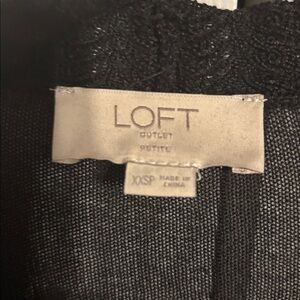 LOFT
OUTLET
PETITE
XXSP
MADE IN
CHINA